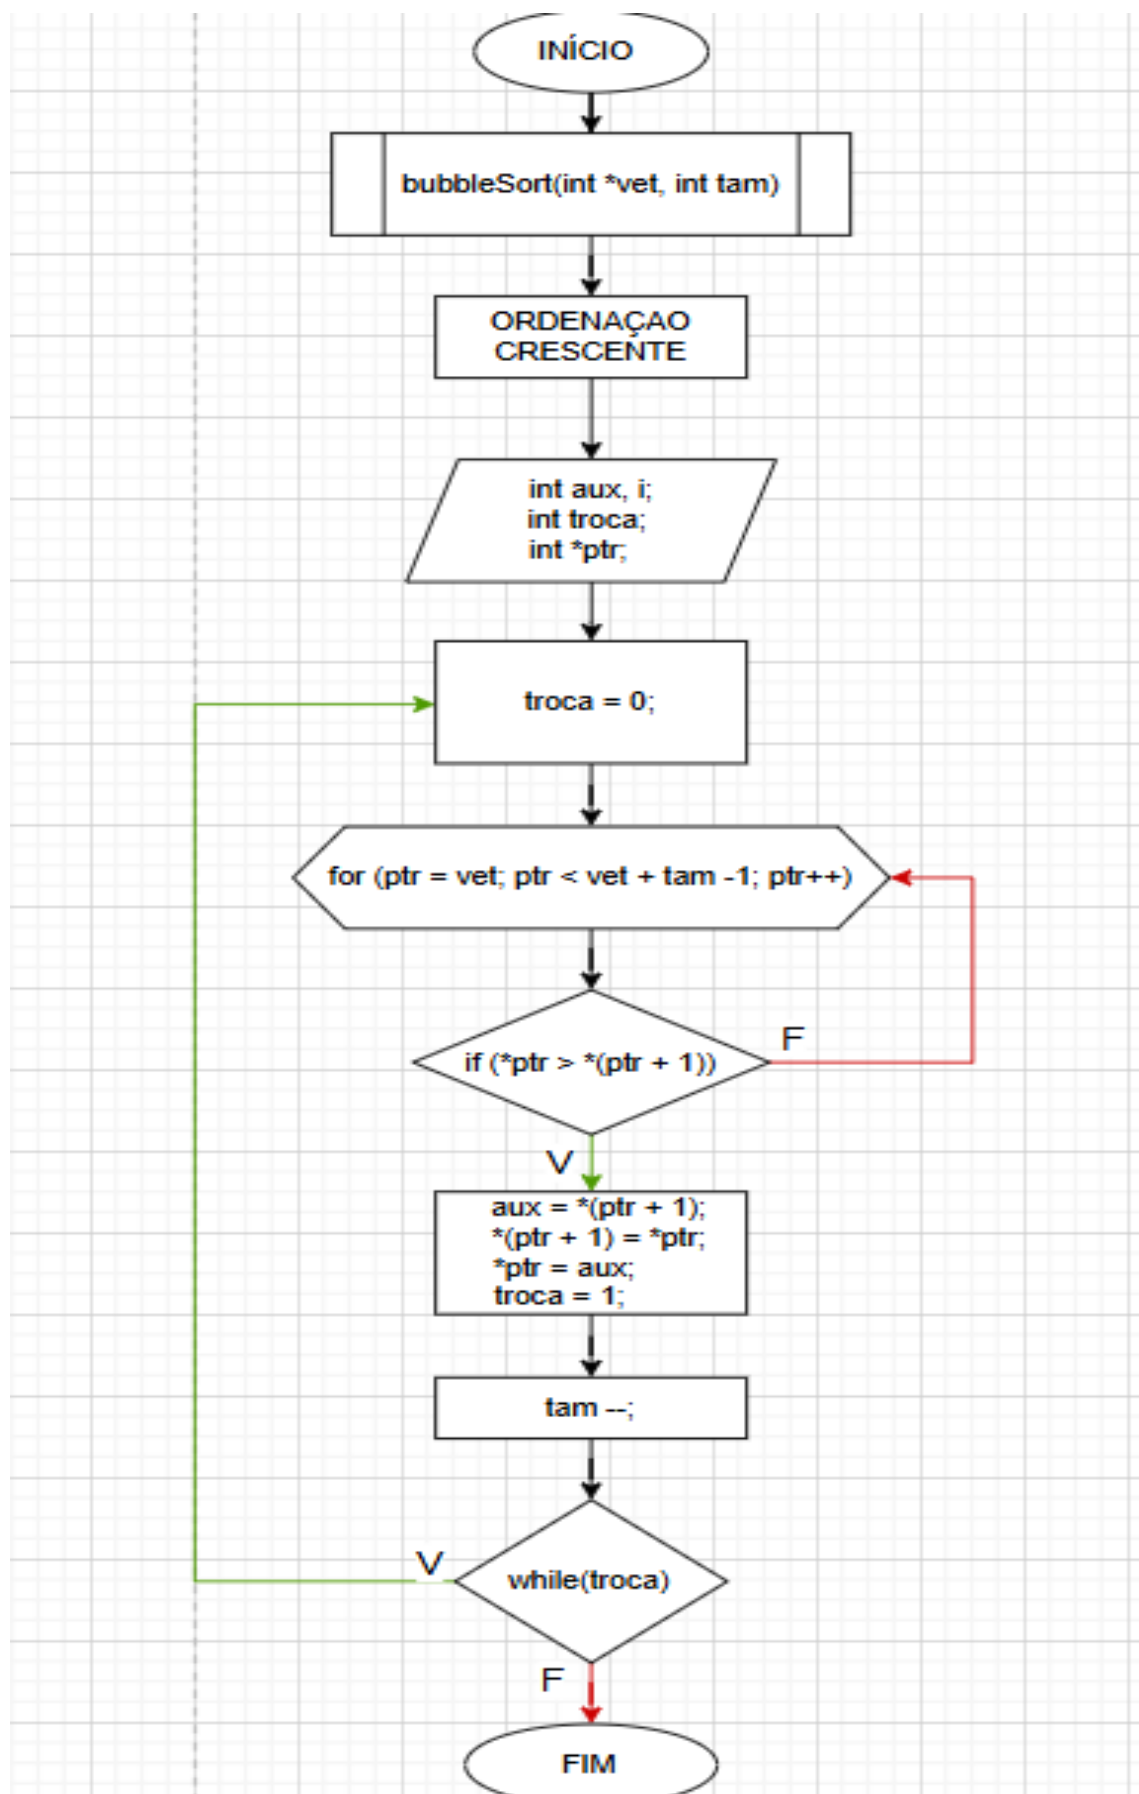 INÍCIO
bubbleSort(int *vet, int tam)
ORDENAÇAO
CRESCENTE
int aux, i;
int troca;
int *ptr;
troca = 0;
for (ptr = vet; ptr < vet + tam -1; ptr++)
if (*ptr > *(ptr + 1))
F
V
aux = *(ptr + 1);
*(ptr + 1) = *ptr;
*ptr = aux;
troca = 1;
tam --;
V
while(troca)
F
FIM